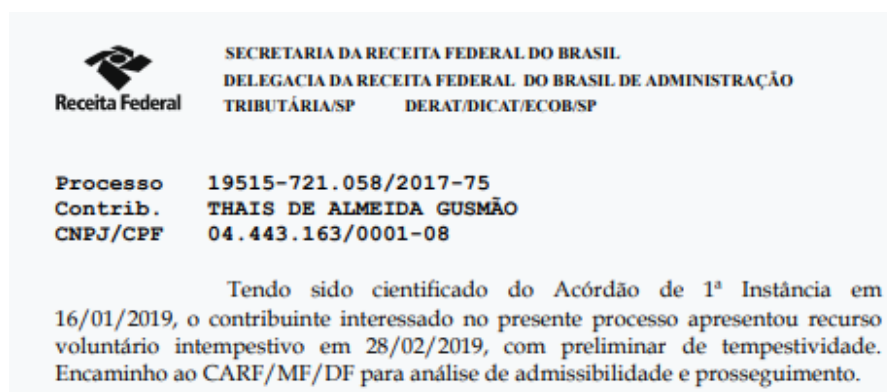 SECRETARIA DA RECEITA FEDERAL DO BRASIL
DELEGACIA DA RECEITA FEDERAL DO BRASIL DE ADMINISTRAÇÃO
Receita Federal TRIBUTÁRIA/SP DERAT/DICAT/ECOB/SP
Processo 19515-721.058/2017-75
Contrib. THAIS DE ALMEIDA GUSMÃO
CNPJ/CPF 04.443.163/0001-08
Tendo sido cientificado do Acórdão de 1ª Instância em
16/01/2019, o contribuinte interessado no presente processo apresentou recurso
voluntário intempestivo em 28/02/2019, com preliminar de tempestividade.
Encaminho ao CARF/MF/DF para análise de admissibilidade e prosseguimento.